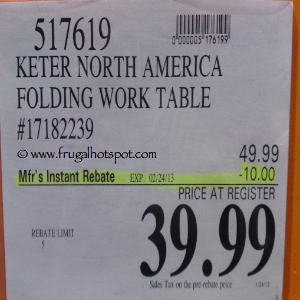 517619
0000005176199
KETER NORTH AMERICA
FOLDING WORK TABLE
#17182239
© www.frugalhotspot.com
49.99
Mfr's Instant Rebate EXP. 02/24/13 -10.00
PRICE AT REGISTER
39.99
REBATE LIMIT
5
Sales Tax on the pre-rebate price